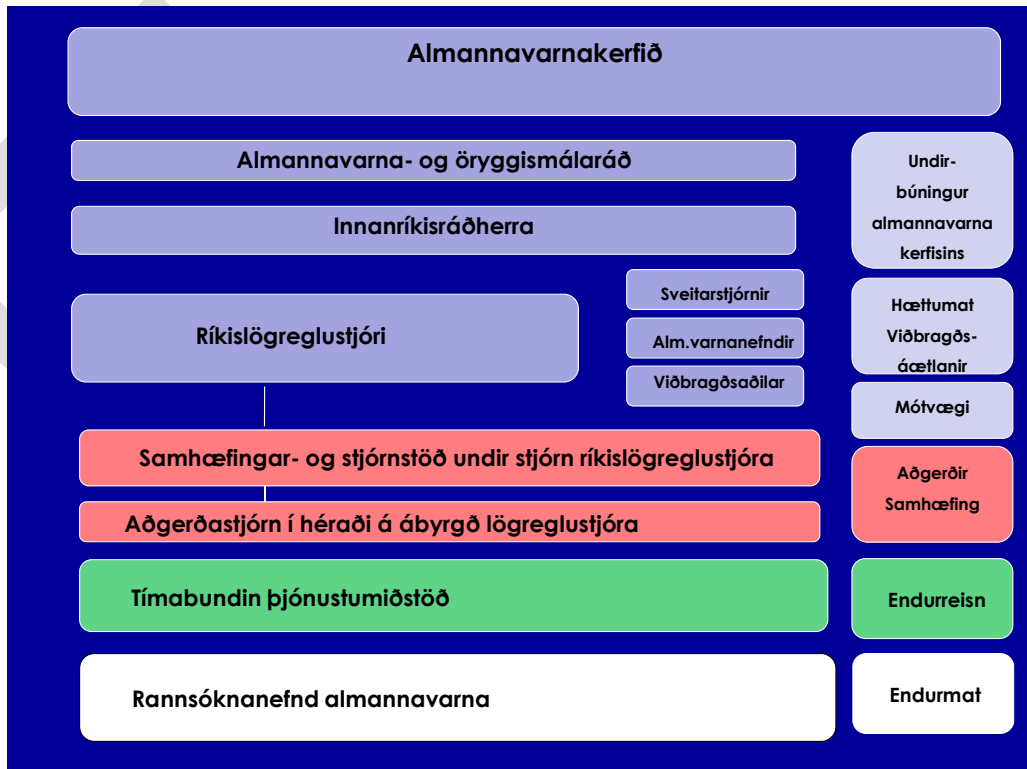 Almannavarnakerfið
Almannavarna- og öryggismálaráð
Innanríkisráðherra
Ríkislögreglustjóri
Sveitarstjórnir
Alm.varnanefndir
Viðbragðsaðilar
Samhæfingar- og stjórnstöð undir stjórn ríkislögreglustjóra
Aðgerðastjórn í héraði á ábyrgð lögreglustjóra
Tímabundin þjónustumiðstöð
Rannsóknanefnd almannavarna
Undir-
búningur
almannavarna
kerfisins
Hættumat
Viðbragðs-
áætlanir
Mótvægi
Aðgerðir
Samhæfing
Endurreisn
Endurmat